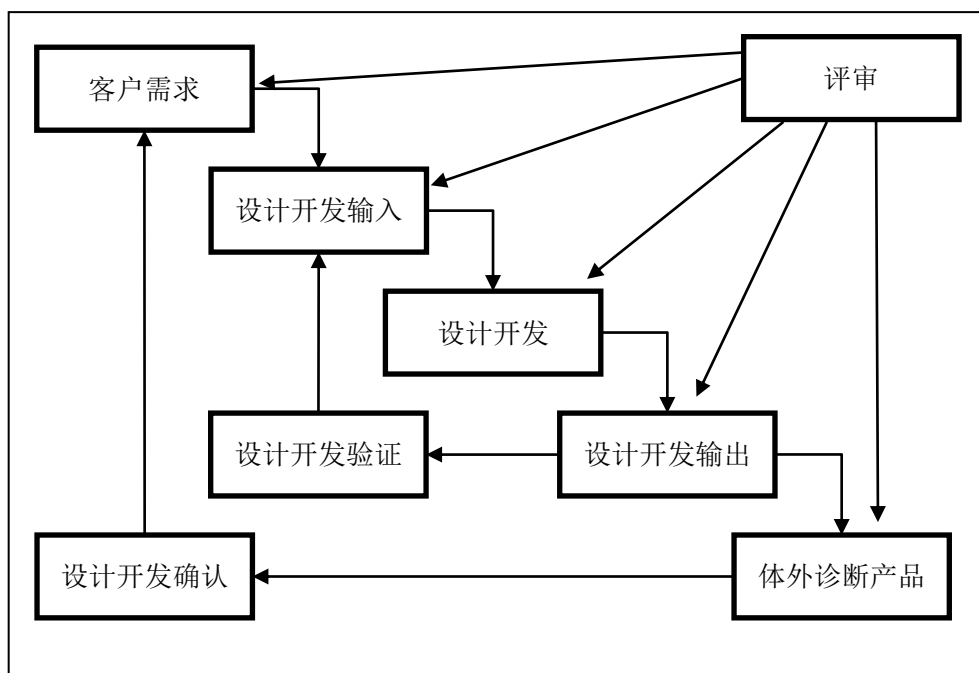 客户需求
评审
设计开发输入
设计开发
设计开发验证
设计开发输出
设计开发确认
体外诊断产品